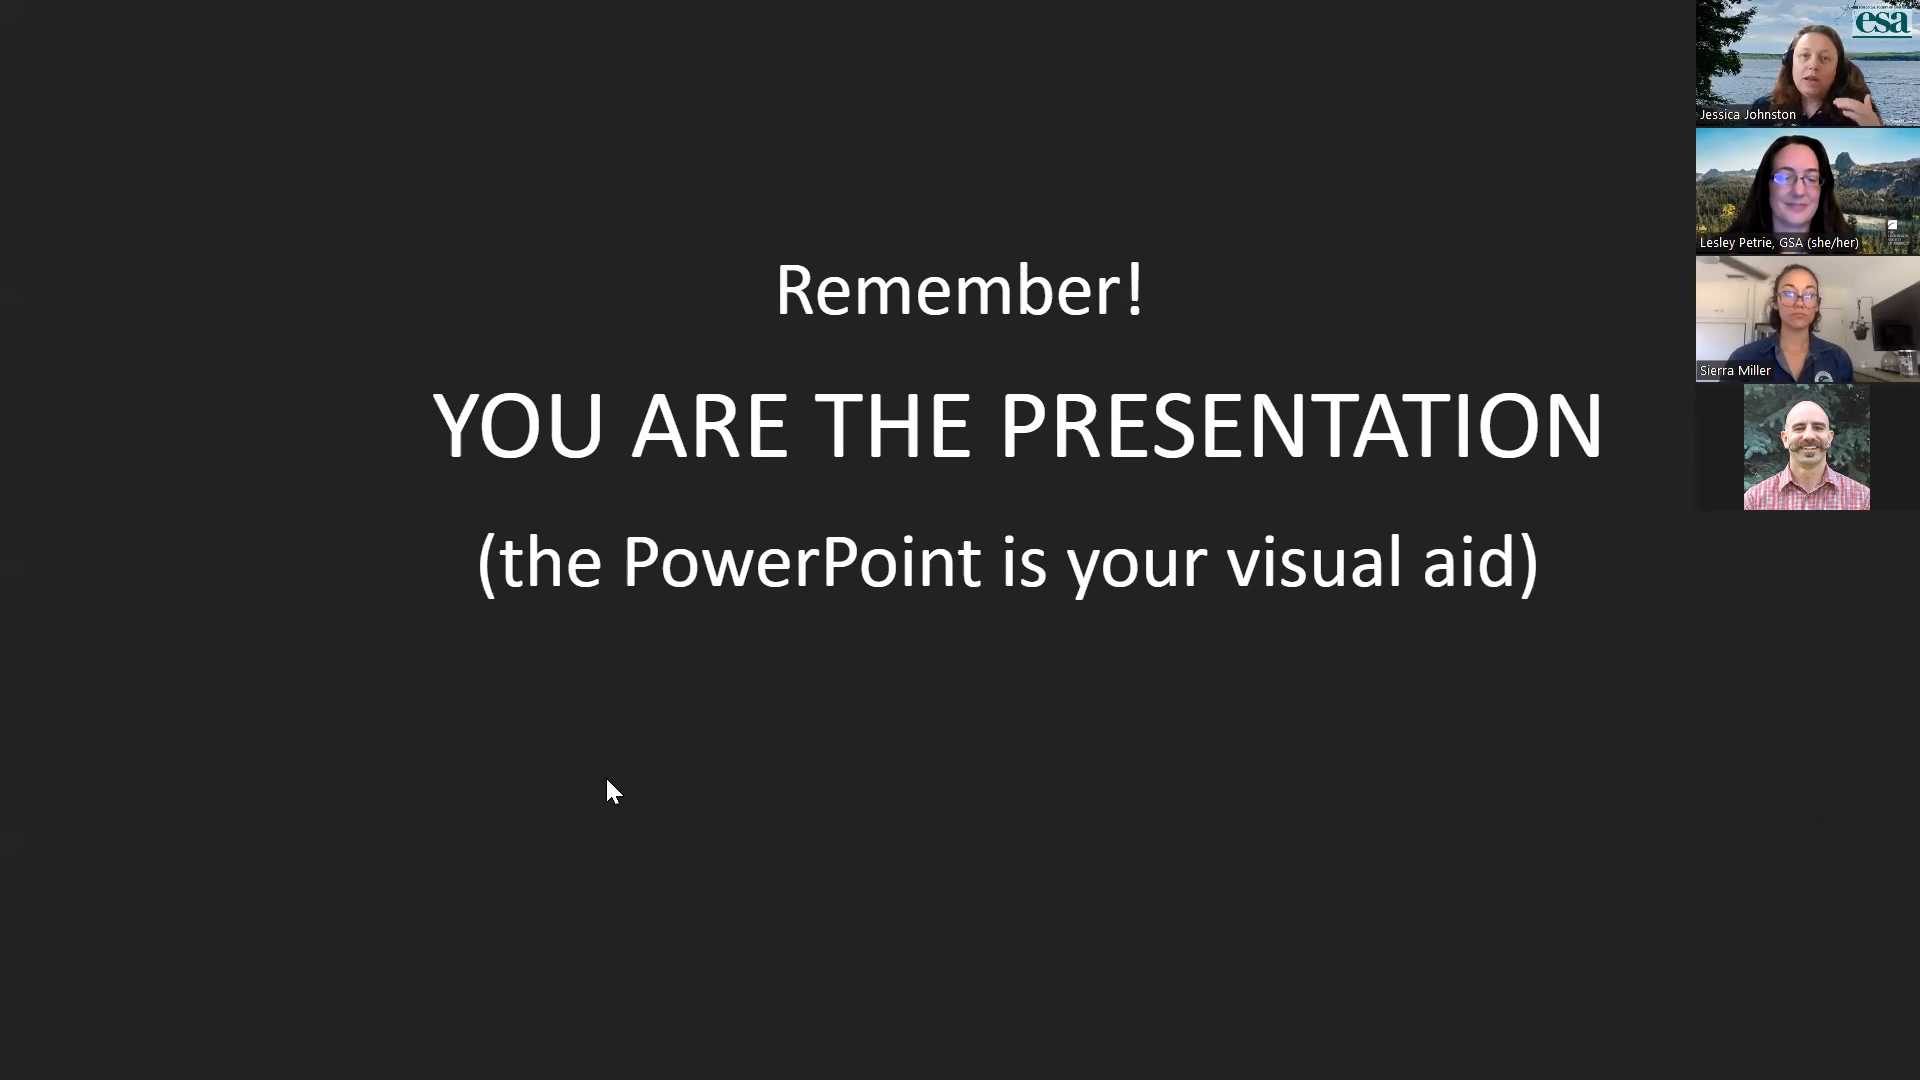 Remember!
YOU ARE THE PRESENTATION
(the PowerPoint is your visual aid)
esa
Jessica Johnston
Lesley Petrie, GSA (she/her)
Sierra Miller